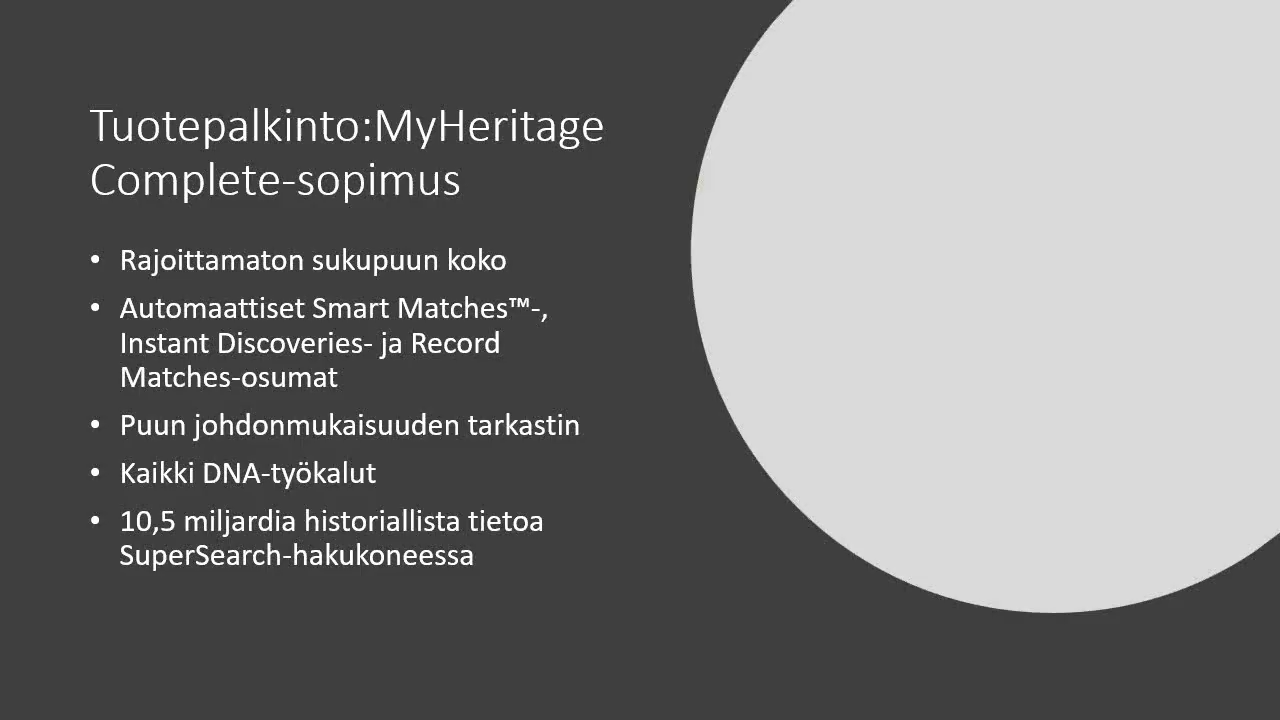 Tuotepalkinto:MyHeritage
Complete-sopimus
• Rajoittamaton sukupuun koko
• Automaattiset Smart Matches™-,
Instant Discoveries- ja Record
Matches-osumat
• Puun johdonmukaisuuden tarkastin
• Kaikki DNA-työkalut
• 10,5 miljardia historiallista tietoa
SuperSearch-hakukoneessa